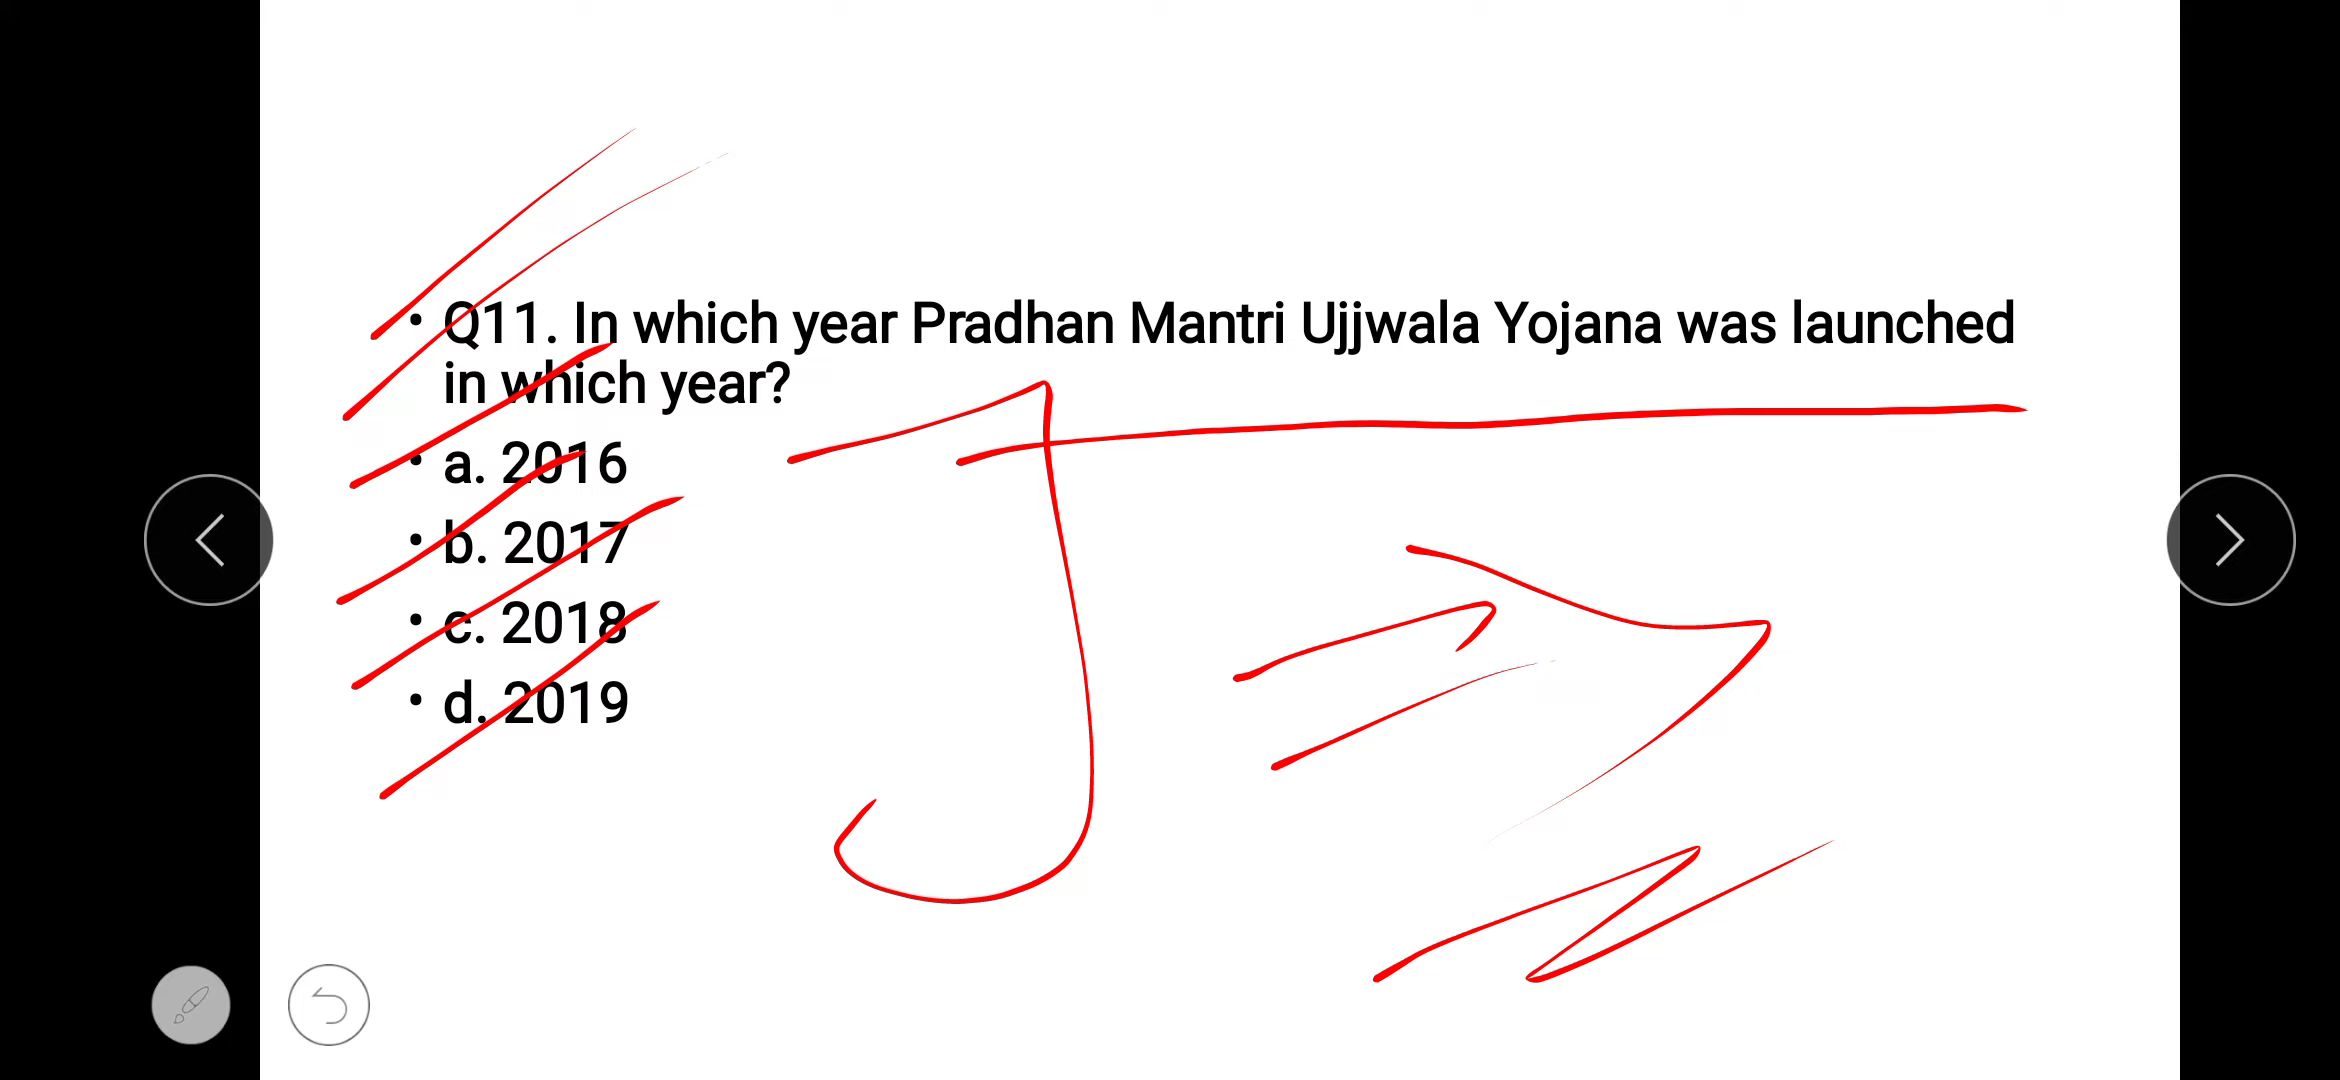 • Q11. In which year Pradhan Mantri Ujjwala Yojana was launched
in which year?
• a. 2016
• b. 2017
• c. 2018
• d. 2019